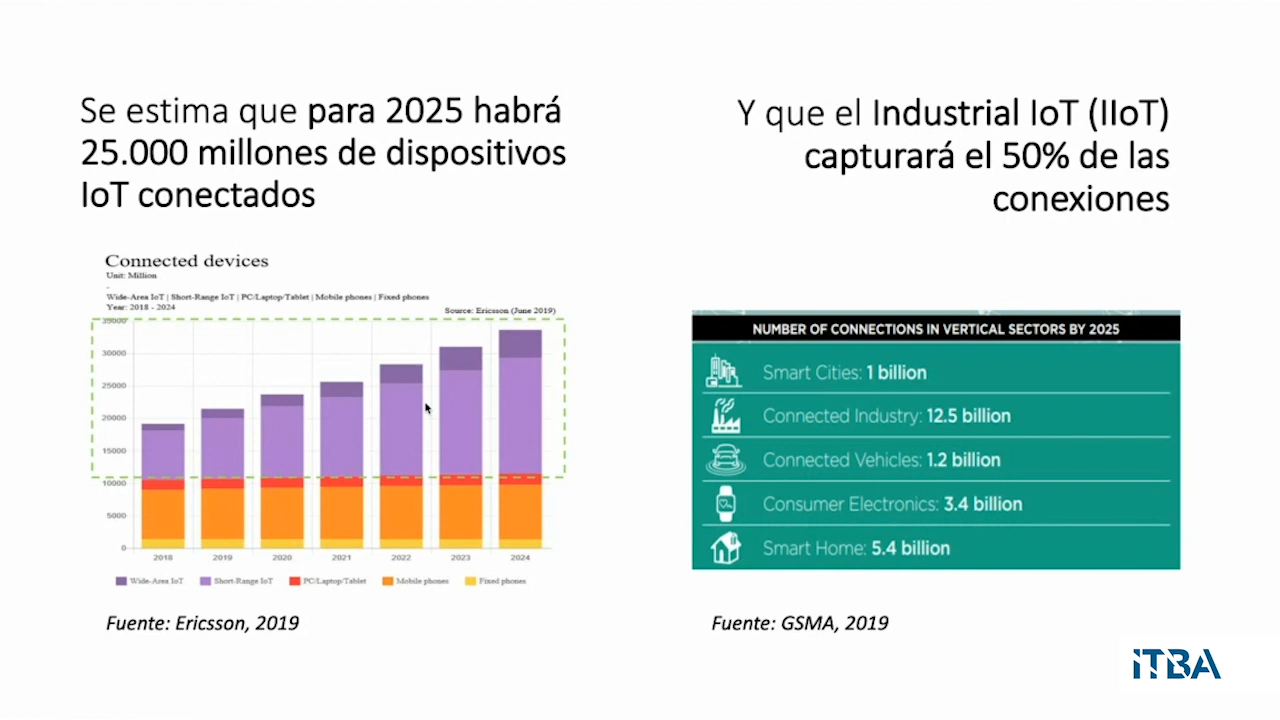 Se estima que para 2025 habrá
25.000 millones de dispositivos
IoT conectados
Y que el Industrial IoT (IIoT)
capturará el 50% de las
conexiones
Connected devices
Unit: Million
-
Wide-Area IoT | Short-Range IoT | PC/Laptop/Tablet | Mobile phones | Fixed phones
Year: 2018 - 2024
Source: Ericsson (June 2019)
35000
30000
25000
20000
15000
10000
5000
0
2018 2019 2020 2021 2022 2023 2024
Wide-Area IoT Short-Range IoT PC/Laptop/Tablet Mobile phones Fixed phones
Fuente: Ericsson, 2019
NUMBER OF CONNECTIONS IN VERTICAL SECTORS BY 2025
Smart Cities: 1 billion
Connected Industry: 12.5 billion
Connected Vehicles: 1.2 billion
Consumer Electronics: 3.4 billion
Smart Home: 5.4 billion
Fuente: GSMA, 2019
ITBA